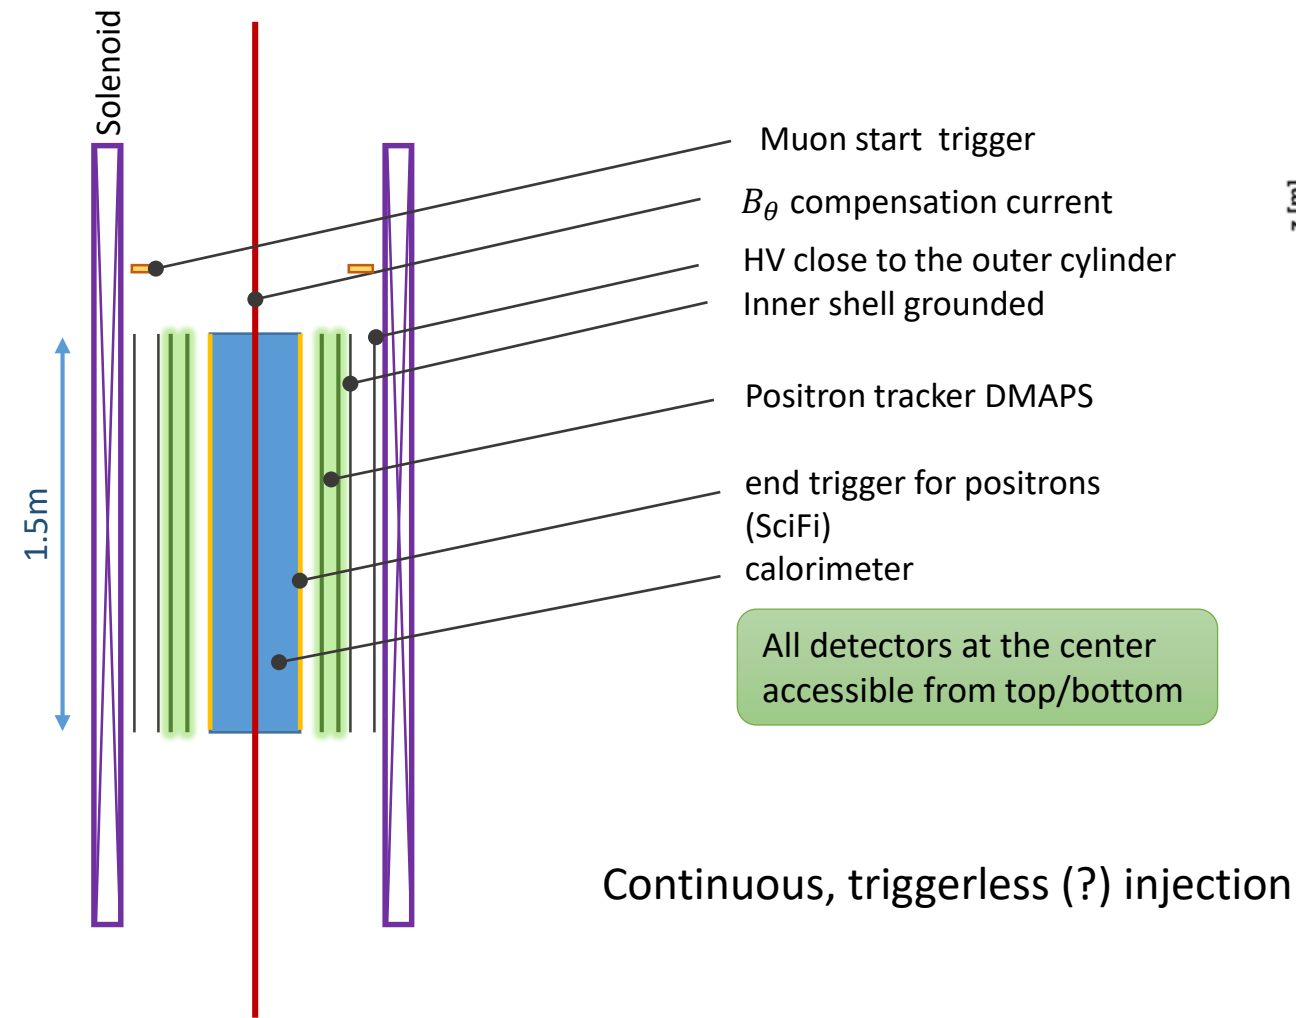 Solenoid
Muon start trigger
B_θ compensation current
HV close to the outer cylinder
Inner shell grounded
Positron tracker DMAPS
end trigger for positrons
(SciFi)
calorimeter
1.5m
All detectors at the center
accessible from top/bottom
Continuous, triggerless (?) injection
z [m]